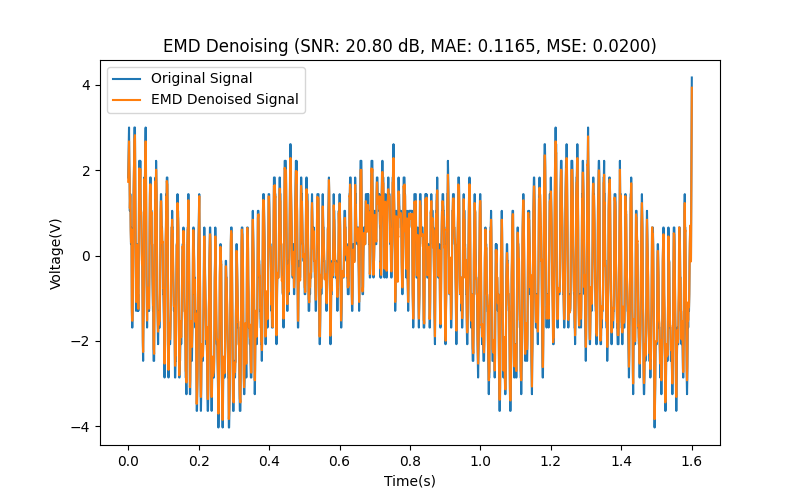 EMD Denoising (SNR: 20.80 dB, MAE: 0.1165, MSE: 0.0200)
Original Signal
EMD Denoised Signal
Voltage(V)
4
2
0
−2
−4
0.0 0.2 0.4 0.6 0.8 1.0 1.2 1.4 1.6
Time(s)